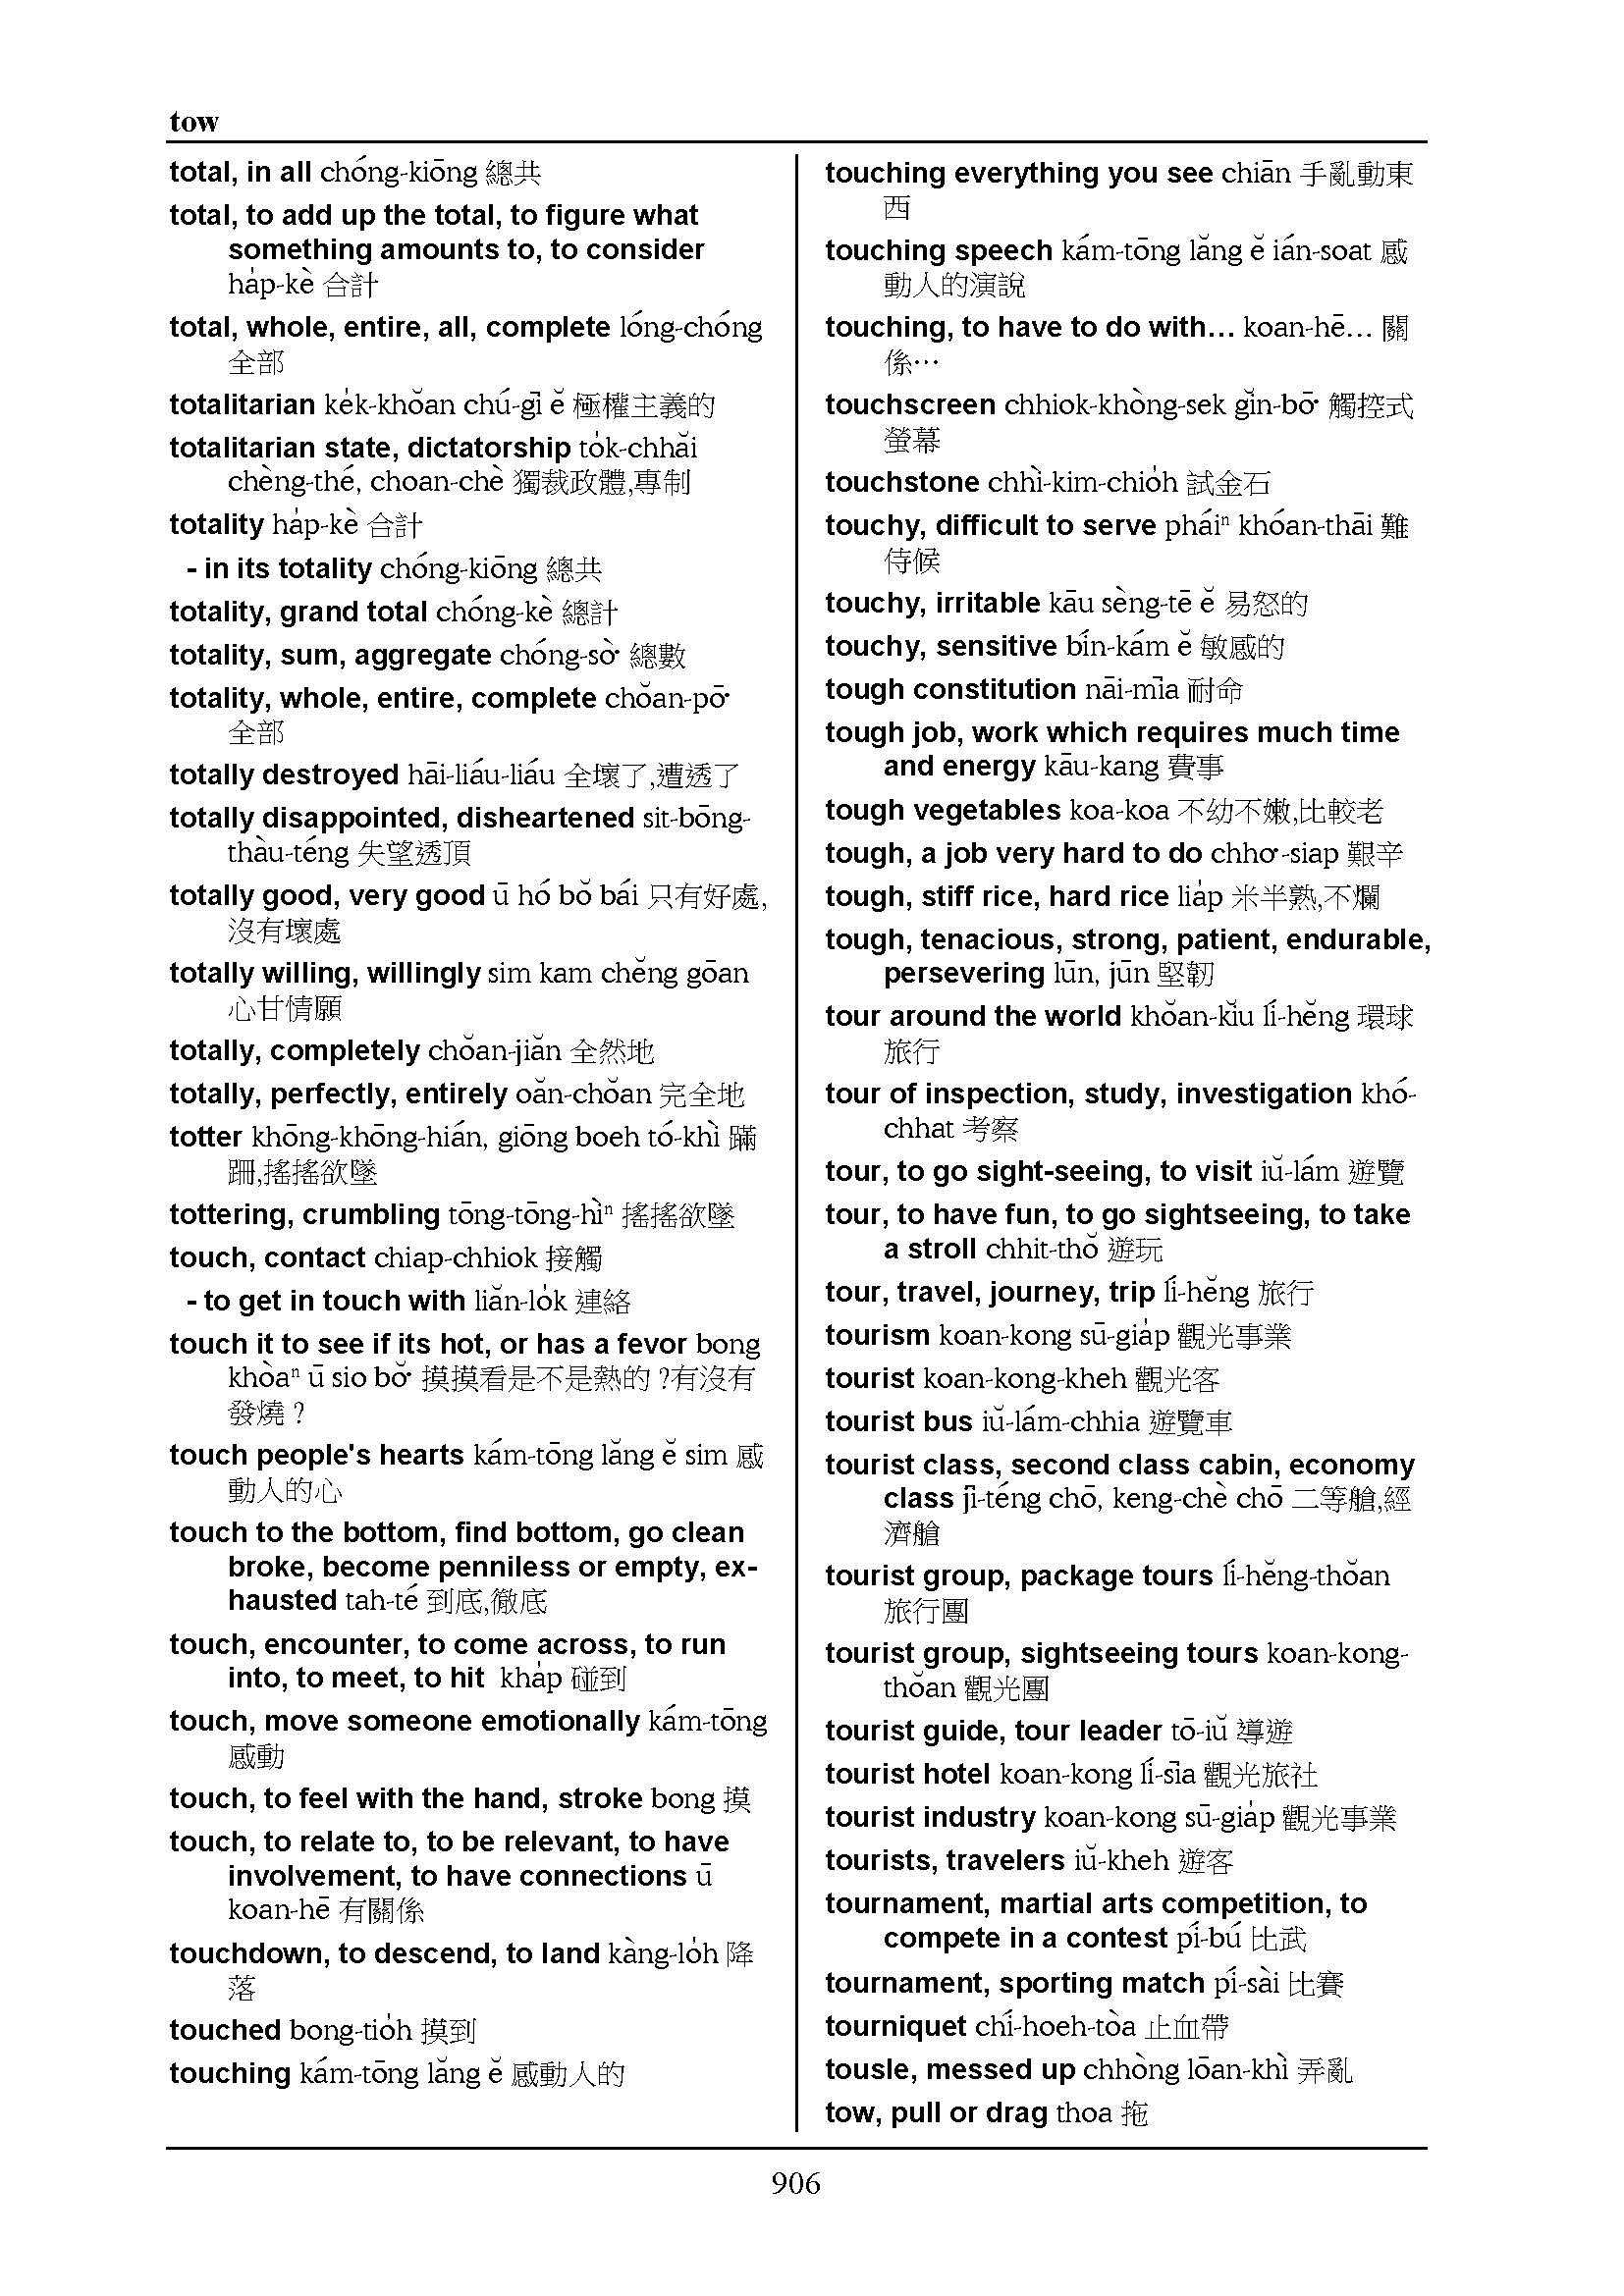 tow
total, in all chóng-kiōng 總共
total, to add up the total, to figure what
something amounts to, to consider
ha̍p-kè 合計
total, whole, entire, all, complete lóng-chóng
全部
totalitarian ke̍k-khŏan chú-gī ĕ 極權主義的
totalitarian state, dictatorship to̍k-chhăi
chèng-thé, choan-chè 獨裁政體,專制
totality ha̍p-kè 合計
- in its totality chóng-kiōng 總共
totality, grand total chóng-kè 總計
totality, sum, aggregate chóng-sò͘ 總數
totality, whole, entire, complete chŏan-pō͘
全部
totally destroyed hāi-liáu-liáu 全壞了,遭透了
totally disappointed, disheartened sit-bōng-
thàu-téng 失望透頂
totally good, very good ū hó bŏ bái 只有好處,
沒有壞處
totally willing, willingly sim kam chĕng gōan
心甘情願
totally, completely chŏan-jiăn 全然地
totally, perfectly, entirely oăn-chŏan 完全地
totter khōng-khōng-hián, giōng boeh tó-khì 蹣
跚,搖搖欲墜
tottering, crumbling tōng-tōng-hìⁿ 搖搖欲墜
touch, contact chiap-chhiok 接觸
- to get in touch with liăn-lo̍k 連絡
touch it to see if its hot, or has a fevor bong
khòaⁿ ū sio bŏ͘ 摸摸看是不是熱的 ?有沒有
發燒 ?
touch people's hearts kám-tōng lăng ĕ sim 感
動人的心
touch to the bottom, find bottom, go clean
broke, become penniless or empty, ex-
hausted tah-té 到底,徹底
touch, encounter, to come across, to run
into, to meet, to hit kha̍p 碰到
touch, move someone emotionally kám-tōng
感動
touch, to feel with the hand, stroke bong 摸
touch, to relate to, to be relevant, to have
involvement, to have connections ū
koan-hē 有關係
touchdown, to descend, to land kàng-lo̍h 降
落
touched bong-tio̍h 摸到
touching kám-tōng lăng ĕ 感動人的
touching everything you see chiān 手亂動東
西
touching speech kám-tōng lăng ĕ ián-soat 感
動人的演說
touching, to have to do with… koan-hē… 關
係…
touchscreen chhiok-khòng-sek gĭn-bō͘ 觸控式
螢幕
touchstone chhì-kim-chio̍h 試金石
touchy, difficult to serve pháiⁿ khóan-thāi 難
侍候
touchy, irritable kāu sèng-tē ĕ 易怒的
touchy, sensitive bín-kám ĕ 敏感的
tough constitution nāi-mīa 耐命
tough job, work which requires much time
and energy kāu-kang 費事
tough vegetables koa-koa 不幼不嫩,比較老
tough, a job very hard to do chho͘-siap 艱辛
tough, stiff rice, hard rice lia̍p 米半熟,不爛
tough, tenacious, strong, patient, endurable,
persevering lūn, jūn 堅韌
tour around the world khŏan-kĭu lí-hĕng 環球
旅行
tour of inspection, study, investigation khó-
chhat 考察
tour, to go sight-seeing, to visit iŭ-lám 遊覽
tour, to have fun, to go sightseeing, to take
a stroll chhit-thŏ 遊玩
tour, travel, journey, trip lí-hĕng 旅行
tourism koan-kong sū-gia̍p 觀光事業
tourist koan-kong-kheh 觀光客
tourist bus iŭ-lám-chhia 遊覽車
tourist class, second class cabin, economy
class jī-téng chō, keng-chè chō 二等艙,經
濟艙
tourist group, package tours lí-hĕng-thŏan
旅行團
tourist group, sightseeing tours koan-kong-
thŏan 觀光團
tourist guide, tour leader tō-iŭ 導遊
tourist hotel koan-kong lí-sīa 觀光旅社
tourist industry koan-kong sū-gia̍p 觀光事業
tourists, travelers iŭ-kheh 遊客
tournament, martial arts competition, to
compete in a contest pí-bú 比武
tournament, sporting match pí-sài 比賽
tourniquet chí-hoeh-tòa 止血帶
tousle, messed up chhòng lōan-khì 弄亂
tow, pull or drag thoa 拖
906